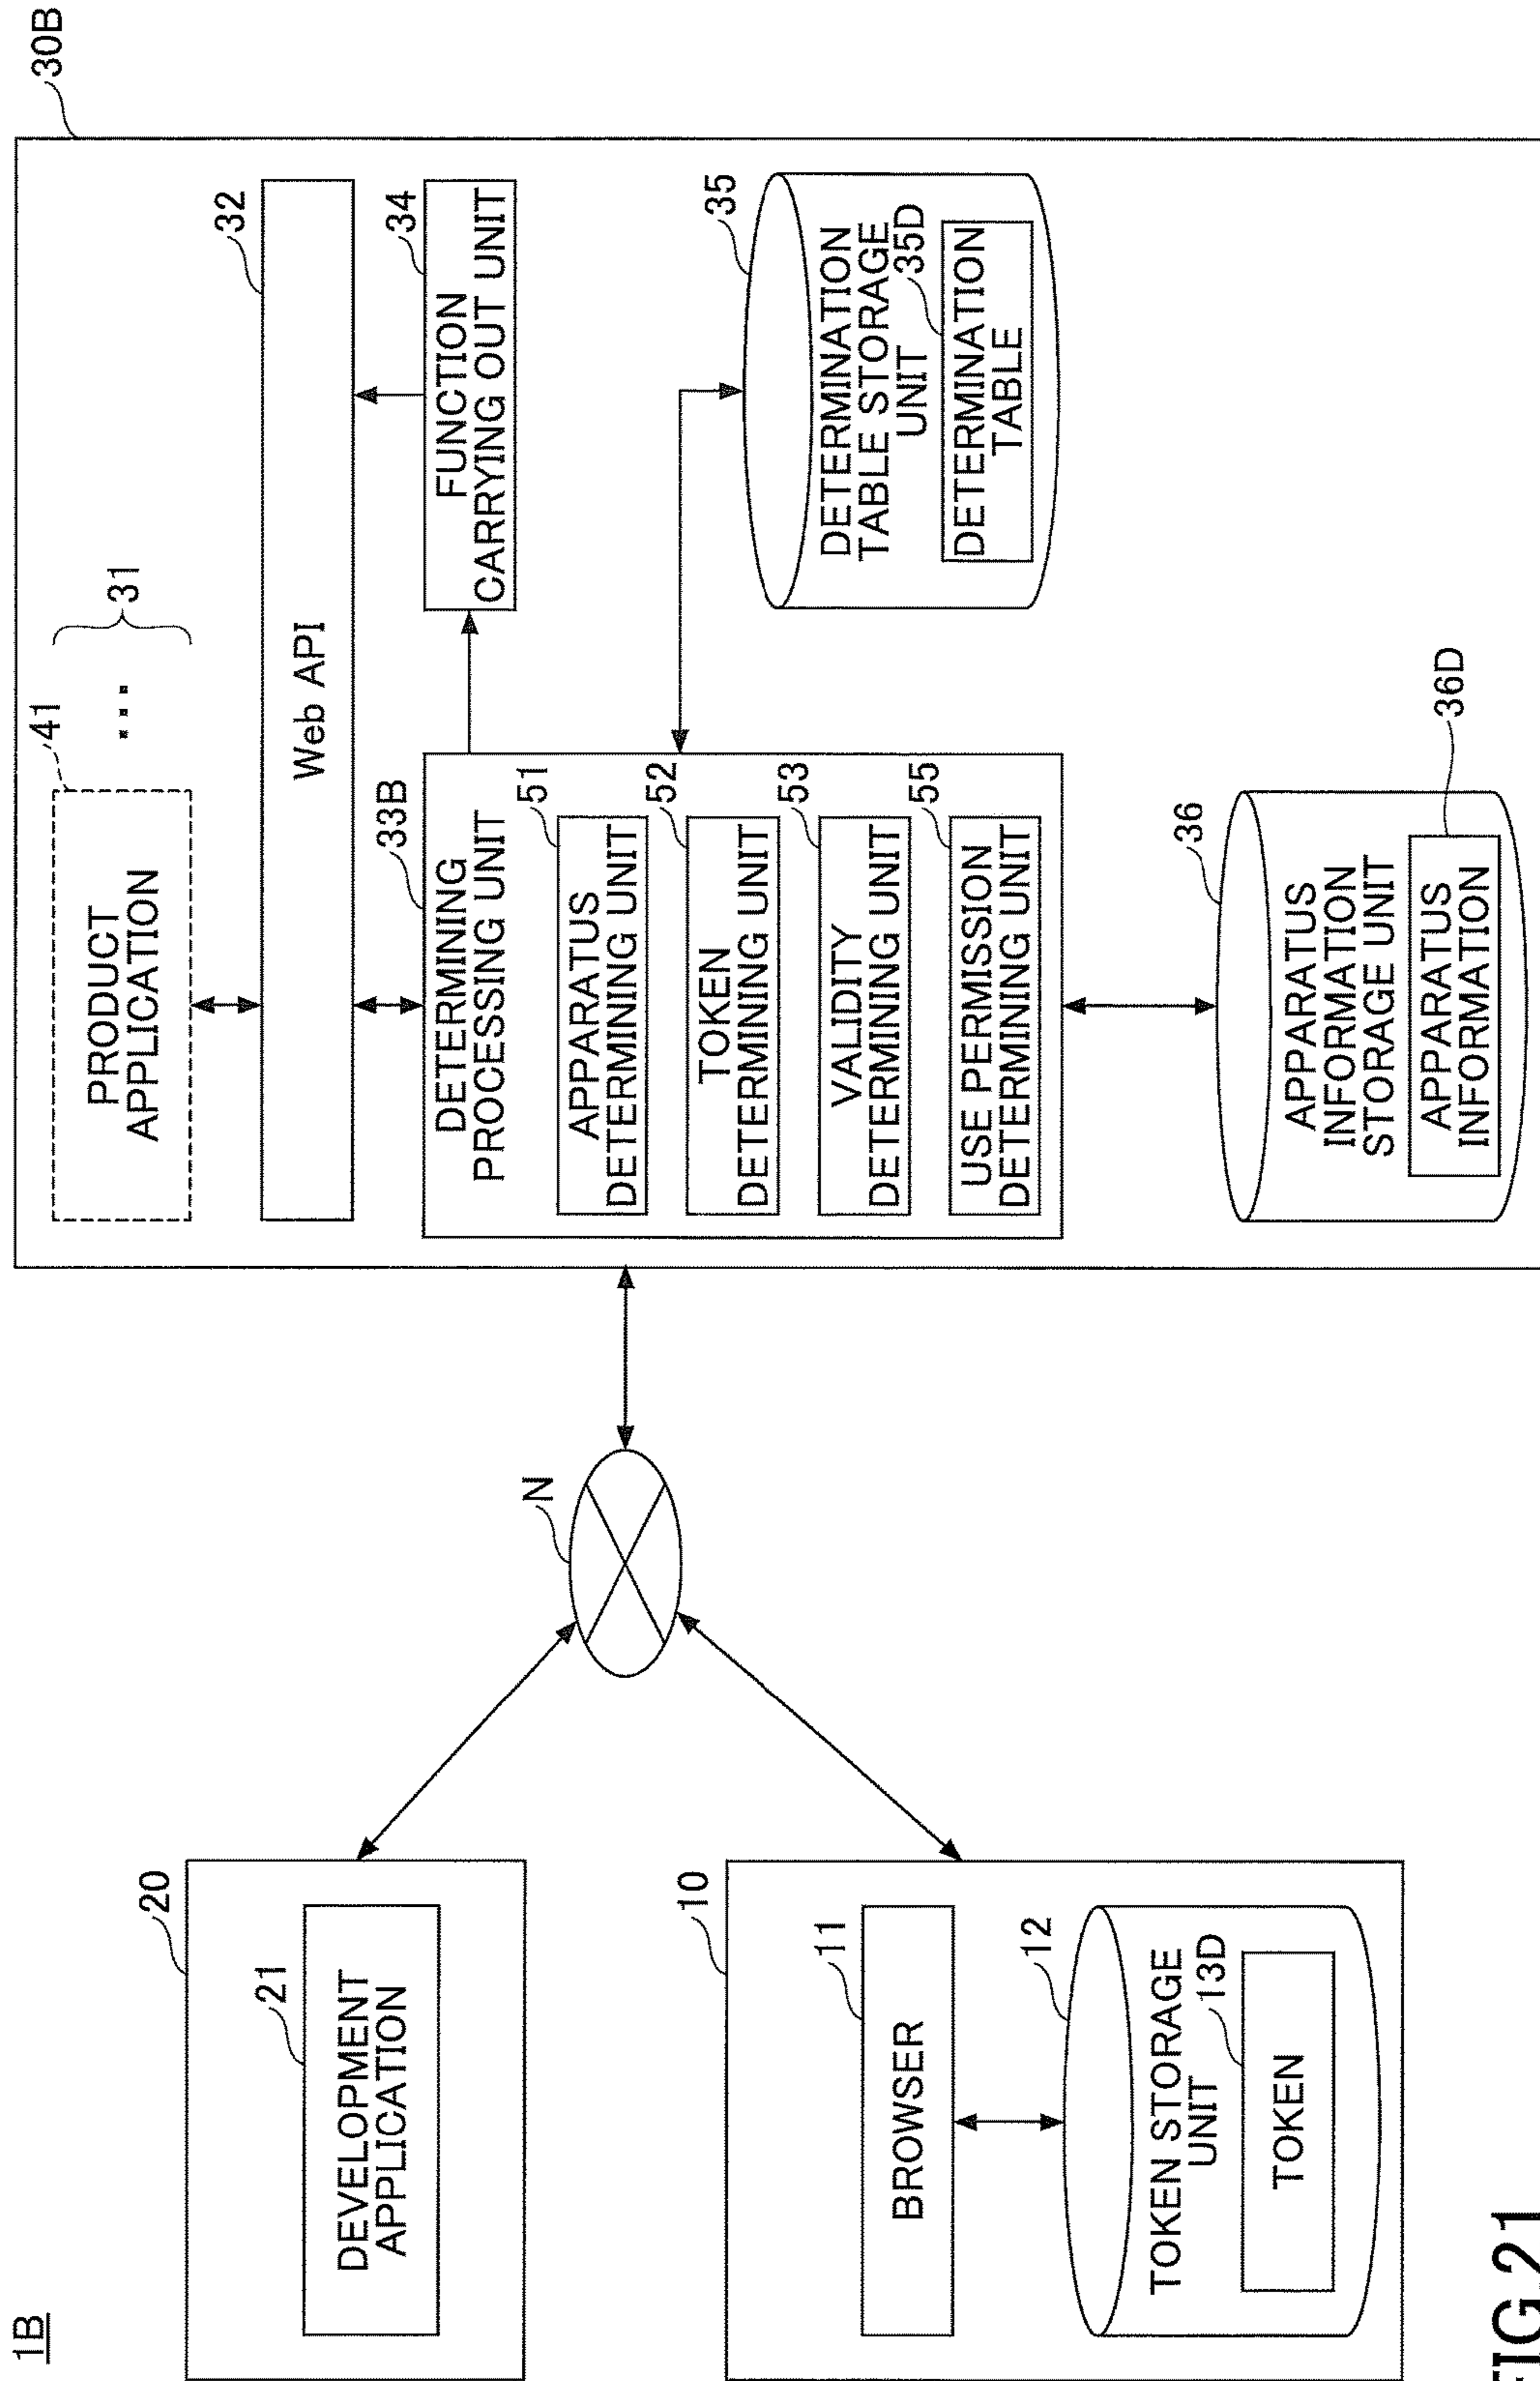 1B
20
21
DEVELOPMENT
APPLICATION
10
11
BROWSER
12
TOKEN STORAGE
UNIT
13D
TOKEN
N
30B
41
PRODUCT
APPLICATION
...
31
32
Web API
33B
DETERMINING
PROCESSING UNIT
51
APPARATUS
DETERMINING UNIT
52
TOKEN
DETERMINING UNIT
53
VALIDITY
DETERMINING UNIT
55
USE PERMISSION
DETERMINING UNIT
34
FUNCTION
CARRYING OUT UNIT
35
DETERMINATION
TABLE STORAGE
UNIT
35D
DETERMINATION
TABLE
36
APPARATUS
INFORMATION
STORAGE UNIT
36D
APPARATUS
INFORMATION
FIG.21